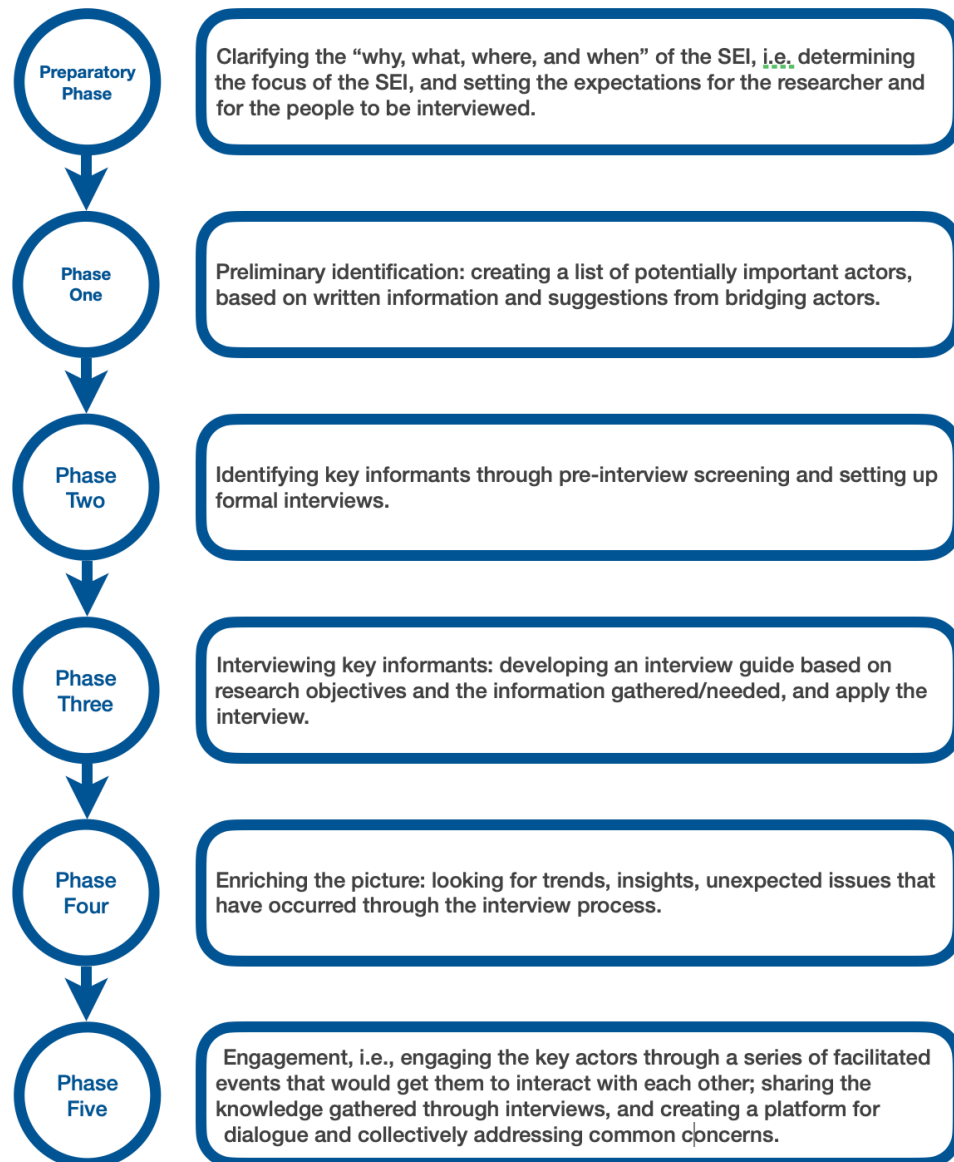 Preparatory
Phase
Clarifying the “why, what, where, and when” of the SEI, i.e. determining
the focus of the SEI, and setting the expectations for the researcher and
for the people to be interviewed.
Phase
One
Preliminary identification: creating a list of potentially important actors,
based on written information and suggestions from bridging actors.
Phase
Two
Identifying key informants through pre-interview screening and setting up
formal interviews.
Phase
Three
Interviewing key informants: developing an interview guide based on
research objectives and the information gathered/needed, and apply the
interview.
Phase
Four
Enriching the picture: looking for trends, insights, unexpected issues that
have occurred through the interview process.
Phase
Five
Engagement, i.e., engaging the key actors through a series of facilitated
events that would get them to interact with each other; sharing the
knowledge gathered through interviews, and creating a platform for
dialogue and collectively addressing common concerns.